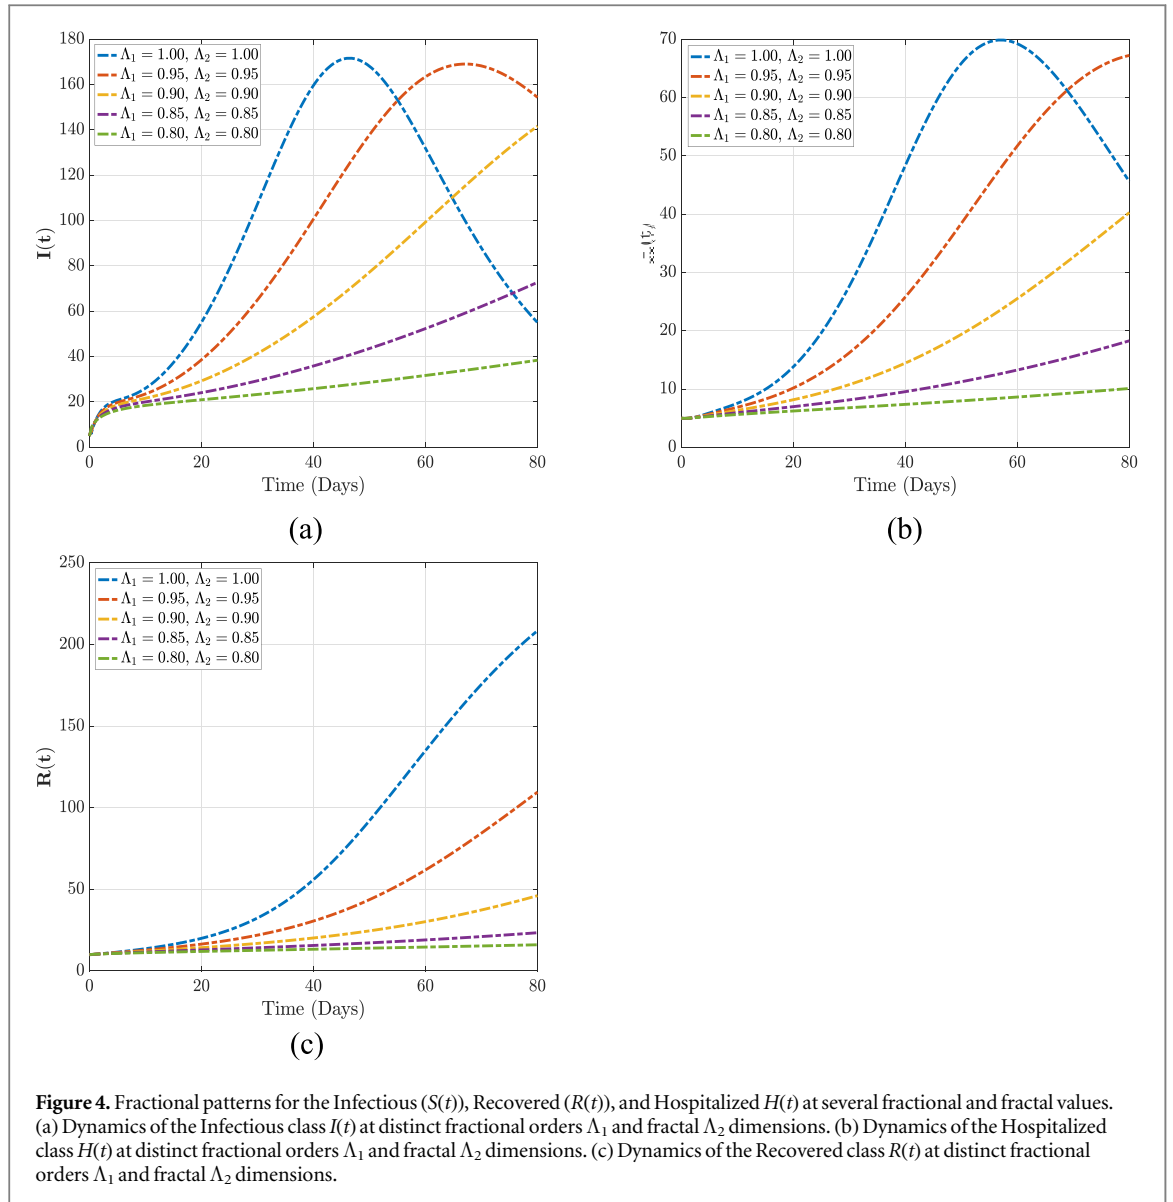 180
160
140
120
100
80
60
40
20
0
I(t)
Λ₁ = 1.00, Λ₂ = 1.00
Λ₁ = 0.95, Λ₂ = 0.95
Λ₁ = 0.90, Λ₂ = 0.90
Λ₁ = 0.85, Λ₂ = 0.85
Λ₁ = 0.80, Λ₂ = 0.80
0 20 40 60 80
Time (Days)
(a)
70
60
50
40
30
20
10
0
Λ₁ = 1.00, Λ₂ = 1.00
Λ₁ = 0.95, Λ₂ = 0.95
Λ₁ = 0.90, Λ₂ = 0.90
Λ₁ = 0.85, Λ₂ = 0.85
Λ₁ = 0.80, Λ₂ = 0.80
0 20 40 60 80
Time (Days)
(b)
250
200
150
100
50
0
R(t)
Λ₁ = 1.00, Λ₂ = 1.00
Λ₁ = 0.95, Λ₂ = 0.95
Λ₁ = 0.90, Λ₂ = 0.90
Λ₁ = 0.85, Λ₂ = 0.85
Λ₁ = 0.80, Λ₂ = 0.80
0 20 40 60 80
Time (Days)
(c)
Figure 4. Fractional patterns for the Infectious (S(t)), Recovered (R(t)), and Hospitalized H(t) at several fractional and fractal values.
(a) Dynamics of the Infectious class I(t) at distinct fractional orders Λ₁ and fractal Λ₂ dimensions. (b) Dynamics of the Hospitalized
class H(t) at distinct fractional orders Λ₁ and fractal Λ₂ dimensions. (c) Dynamics of the Recovered class R(t) at distinct fractional
orders Λ₁ and fractal Λ₂ dimensions.